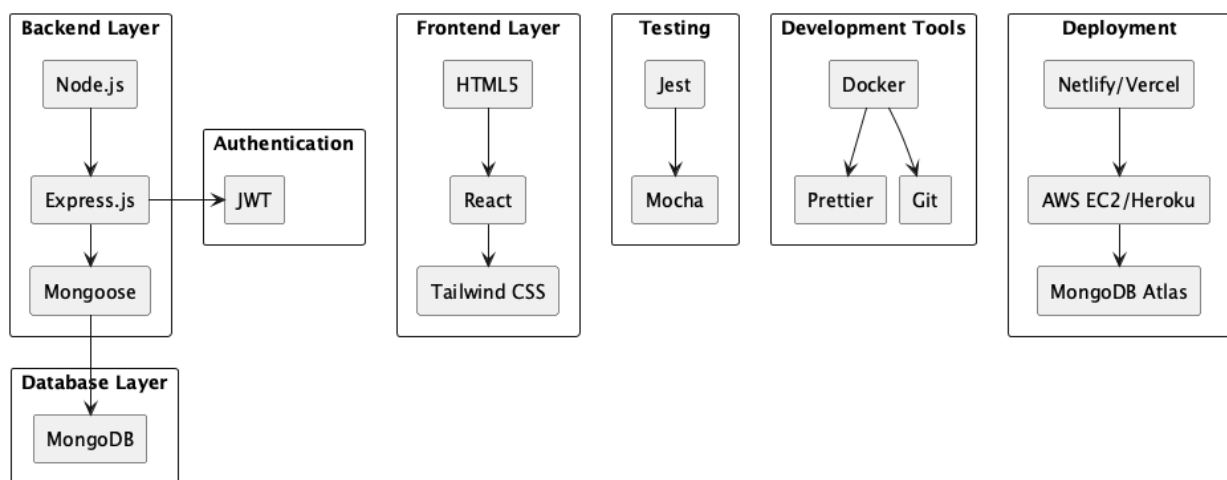 Backend Layer
Node.js
Express.js
Mongoose
Authentication
JWT
Database Layer
MongoDB
Frontend Layer
HTML5
React
Tailwind CSS
Testing
Jest
Mocha
Development Tools
Docker
Prettier
Git
Deployment
Netlify/Vercel
AWS EC2/Heroku
MongoDB Atlas